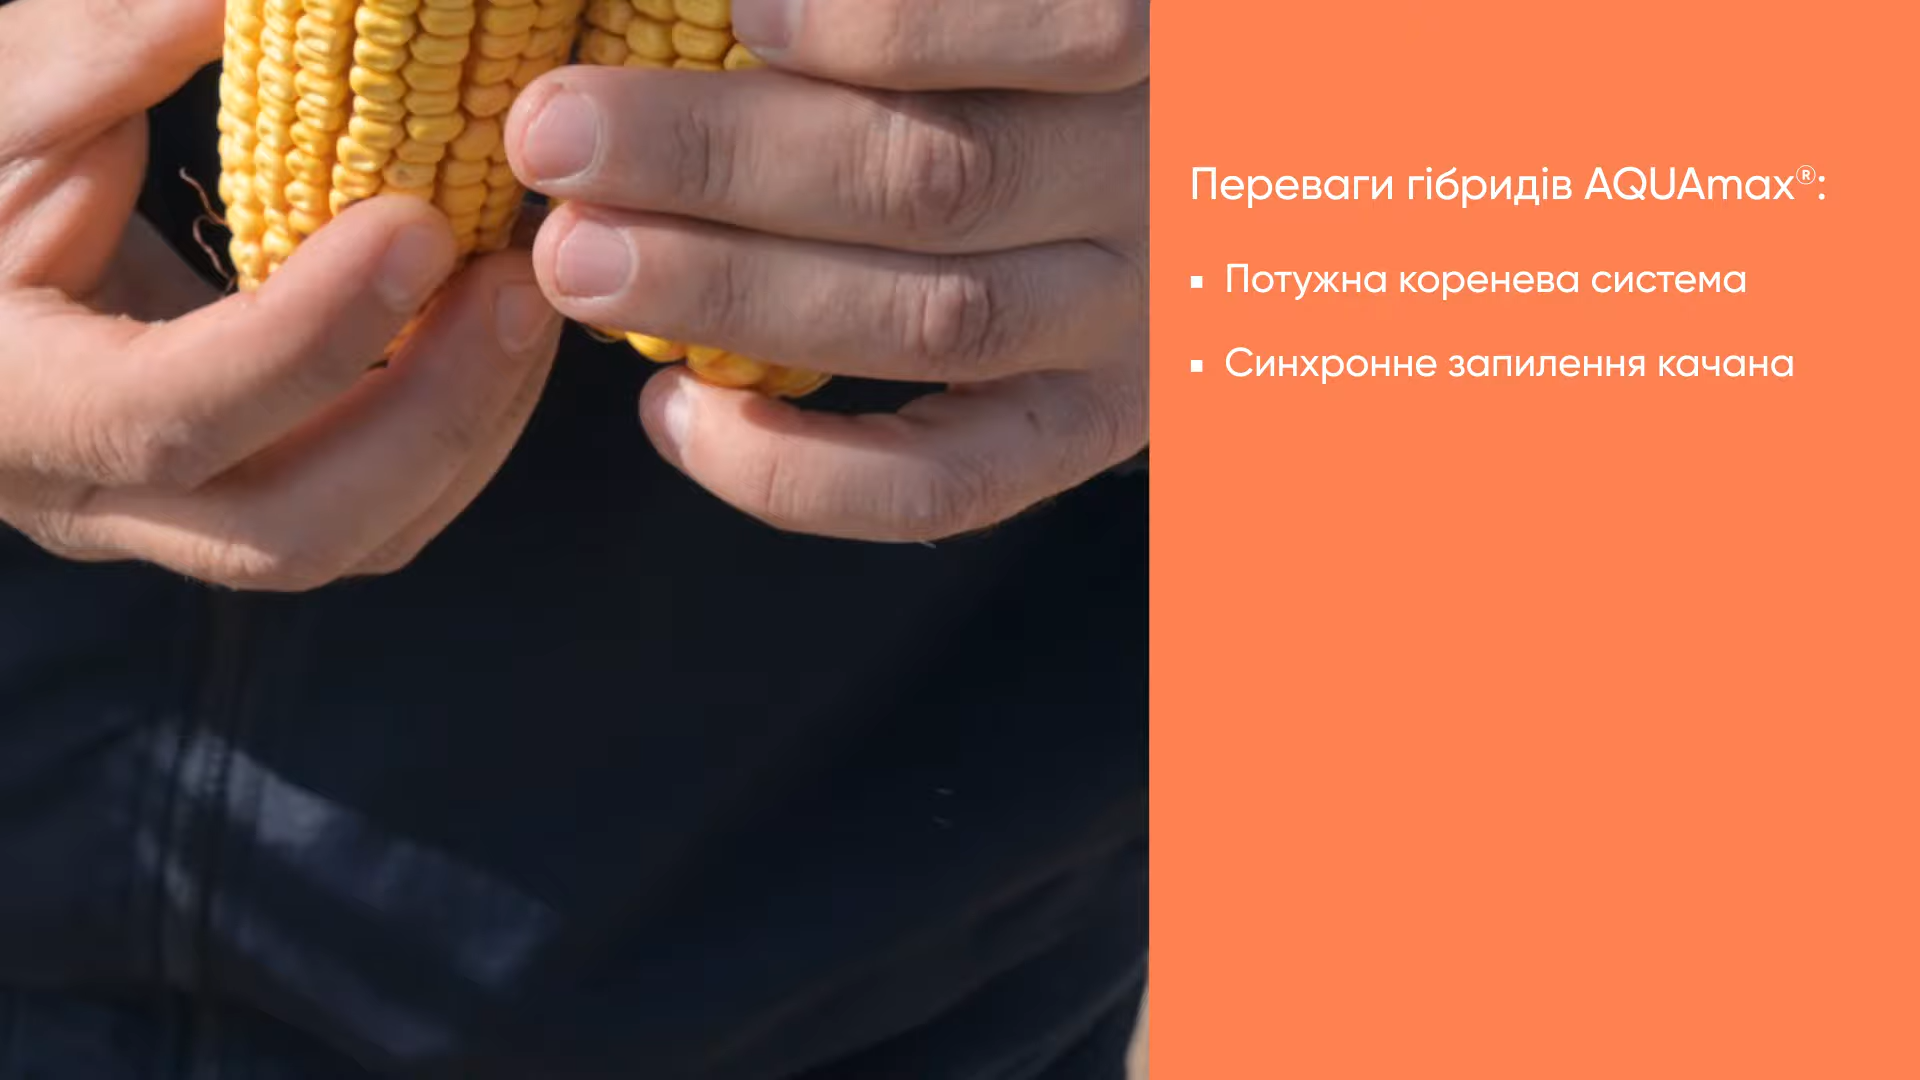 Переваги гібридів AQUAmax®:
▪ Потужна коренева система
▪ Синхронне запилення качана